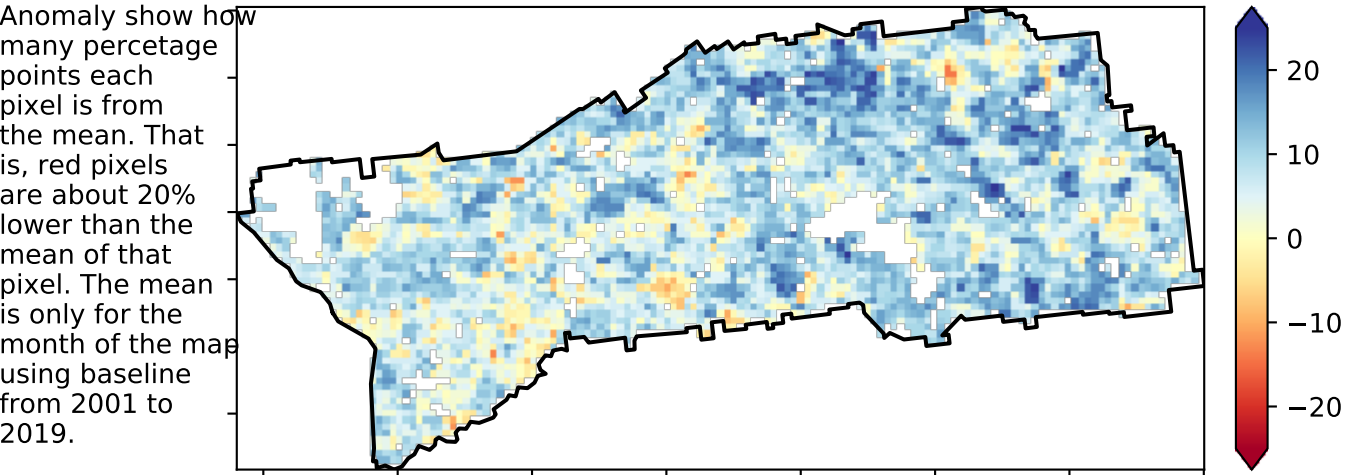 Anomaly show how
many percetage
points each
pixel is from
the mean. That
is, red pixels
are about 20%
lower than the
mean of that
pixel. The mean
is only for the
month of the map
using baseline
from 2001 to
2019.
20
10
0
−10
−20